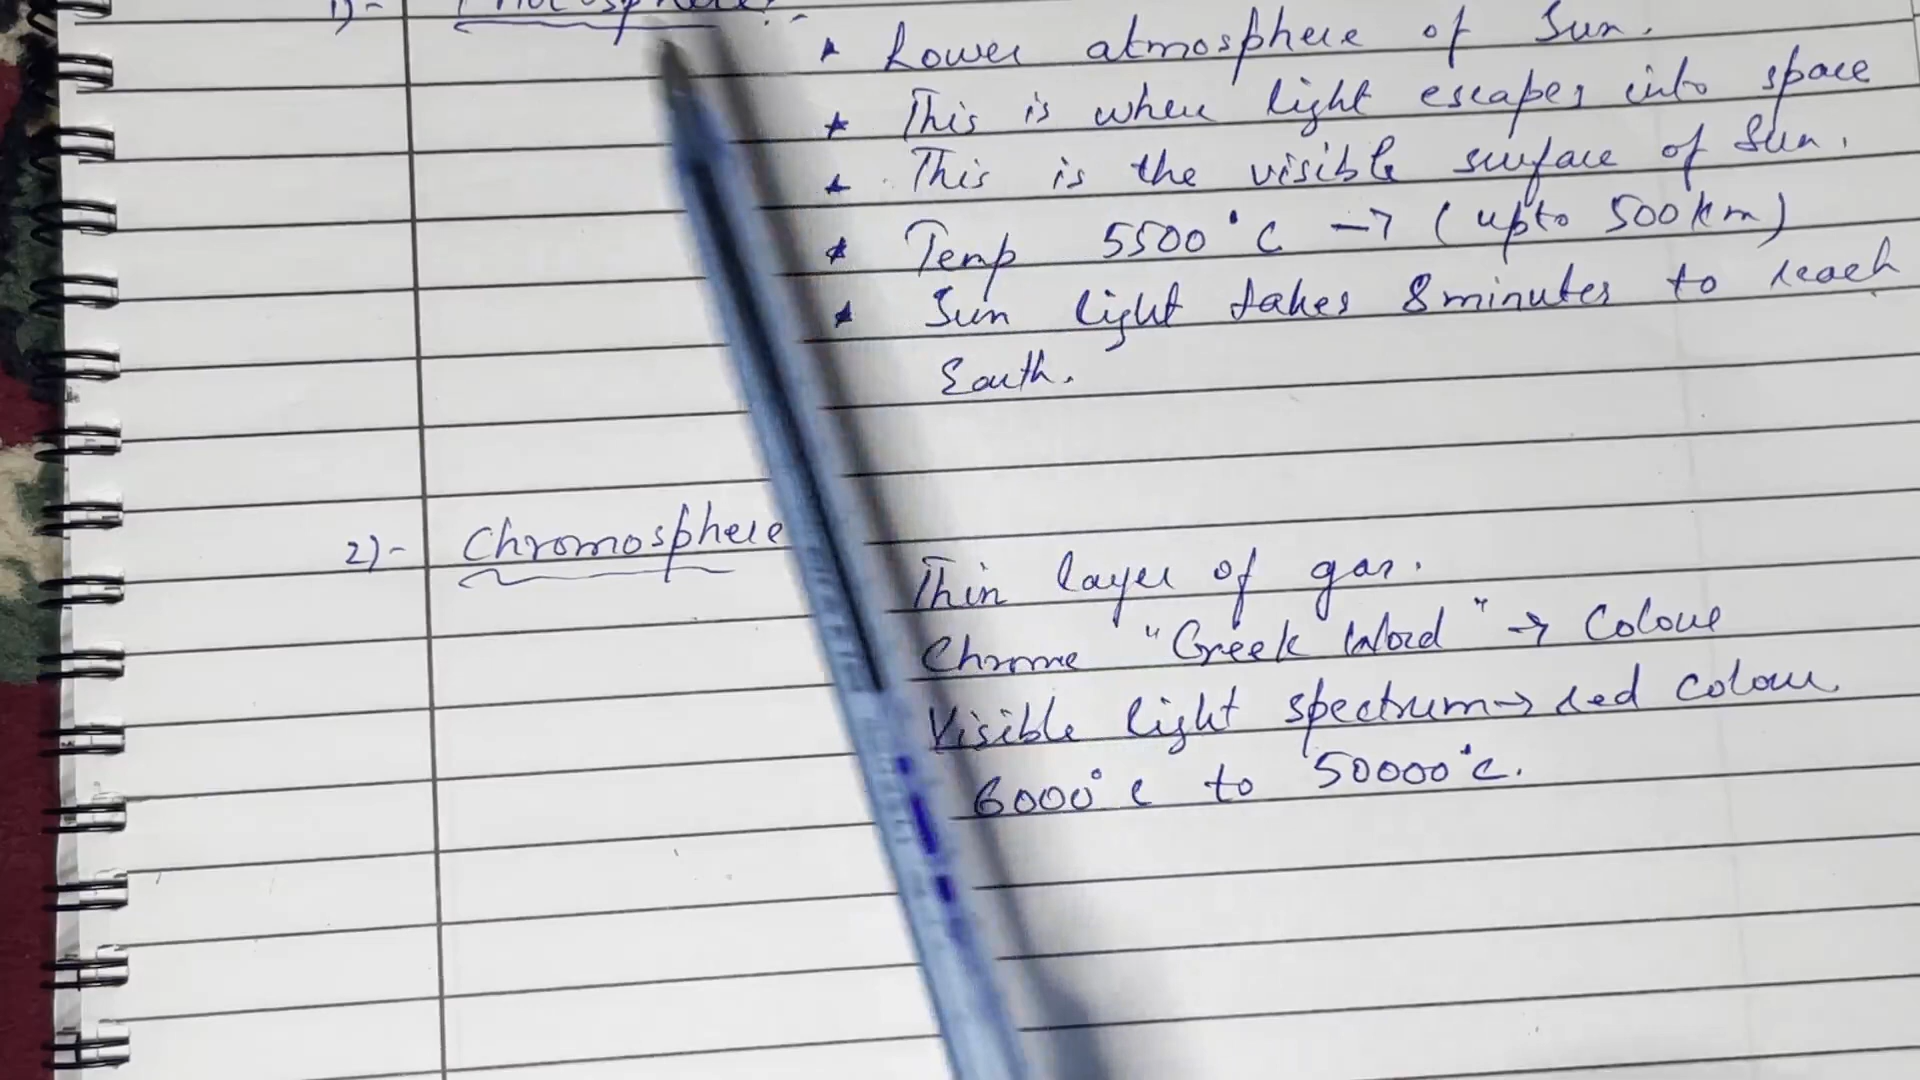 1)- Photosphere:-
* Lower atmosphere of Sun.
* This is where light escapes into space
* This is the visible surface of Sun.
* Temp 5500°C → (upto 500km)
* Sun light takes 8 minutes to reach
Earth.
2)- Chromosphere
Thin layer of gas.
Chrome "Greek Word" → Colour
Visible light spectrum → red colour
6000°C to 50000°C.